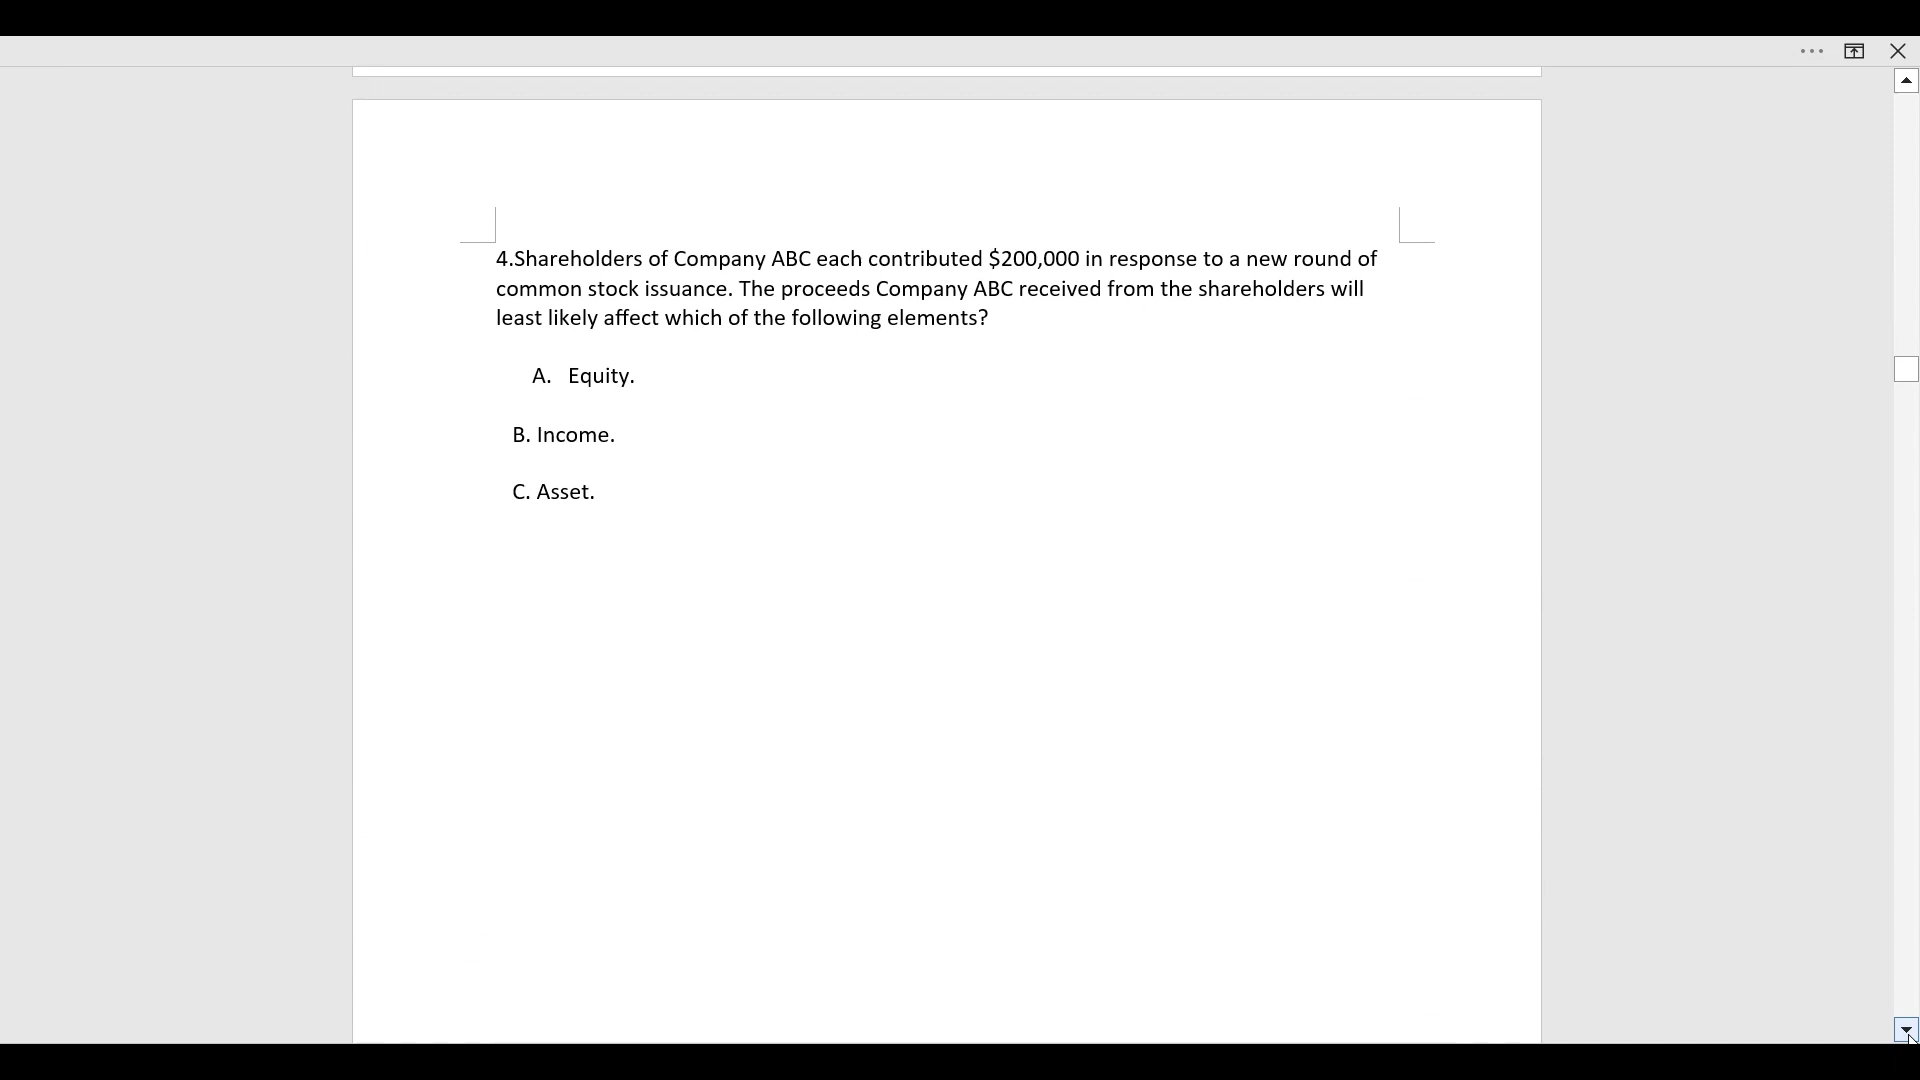 4.Shareholders of Company ABC each contributed $200,000 in response to a new round of
common stock issuance. The proceeds Company ABC received from the shareholders will
least likely affect which of the following elements?
A. Equity.
B. Income.
C. Asset.